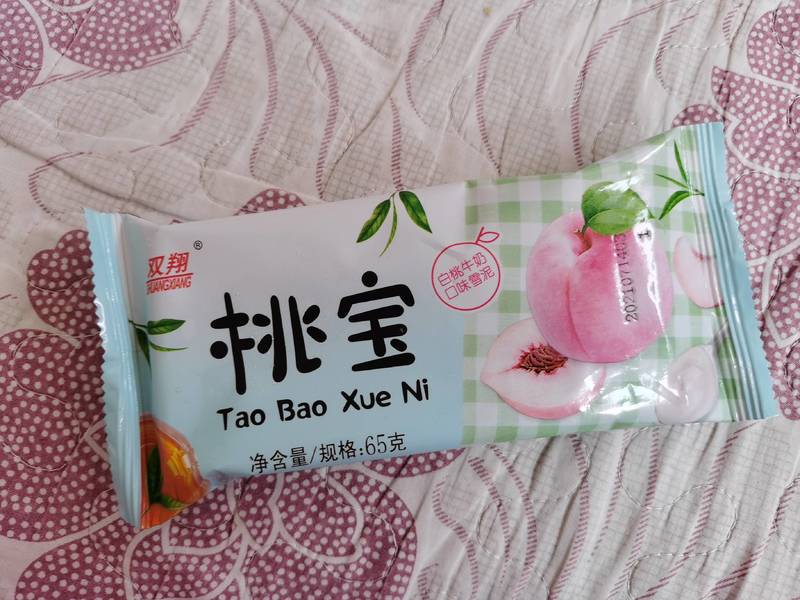 双翔
®
SHUANGXIANG
桃宝
Tao Bao Xue Ni
净含量/规格:65克
白桃牛奶
口味雪泥